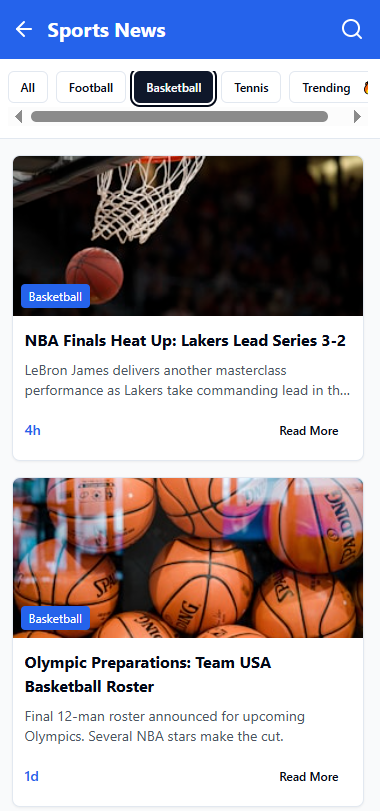 Sports News
All Football Basketball Tennis Trending
Basketball
NBA Finals Heat Up: Lakers Lead Series 3-2
LeBron James delivers another masterclass
performance as Lakers take commanding lead in th...
4h Read More
SPALDING
SPALDING
Basketball
Olympic Preparations: Team USA
Basketball Roster
Final 12-man roster announced for upcoming
Olympics. Several NBA stars make the cut.
1d Read More